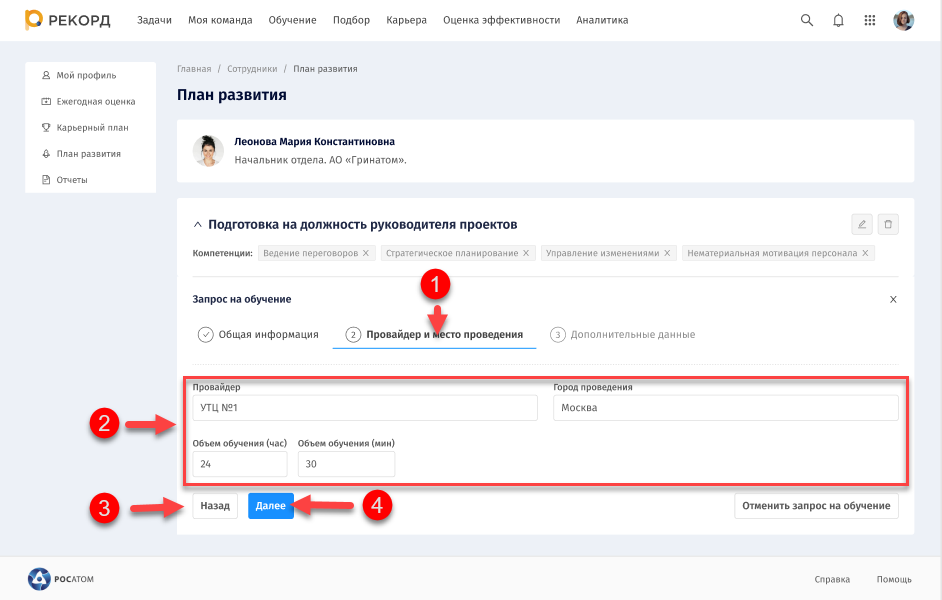 РЕКОРД Задачи Моя команда Обучение Подбор Карьера Оценка эффективности Аналитика
Мой профиль
Ежегодная оценка
Карьерный план
План развития
Отчеты
Главная / Сотрудники / План развития
План развития
Леонова Мария Константиновна
Начальник отдела. АО «Гринатом».
Подготовка на должность руководителя проектов
Компетенции: Ведение переговоров X Стратегическое планирование X Управление изменениями X Нематериальная мотивация персонала X
1
Запрос на обучение X
Общая информация 2 Провайдер и место проведения 3 Дополнительные данные
Провайдер Город проведения
УТЦ №1 Москва
2
Объем обучения (час) Объем обучения (мин)
24 30
3 Назад Далее 4 Отменить запрос на обучение
РОСАТОМ Справка Помощь